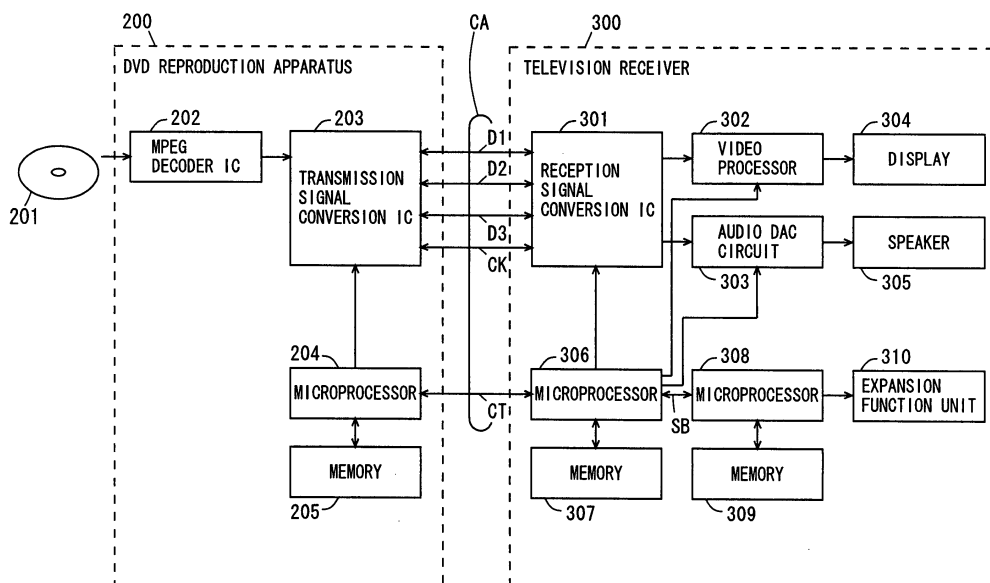 200
CA
300
DVD REPRODUCTION APPARATUS
TELEVISION RECEIVER
201
202
MPEG
DECODER IC
203
TRANSMISSION
SIGNAL
CONVERSION IC
D1
D2
D3
CK
301
RECEPTION
SIGNAL
CONVERSION IC
302
VIDEO
PROCESSOR
304
DISPLAY
AUDIO DAC
CIRCUIT
303
SPEAKER
305
204
MICROPROCESSOR
CT
306
MICROPROCESSOR
SB
308
MICROPROCESSOR
310
EXPANSION
FUNCTION UNIT
MEMORY
205
MEMORY
307
MEMORY
309